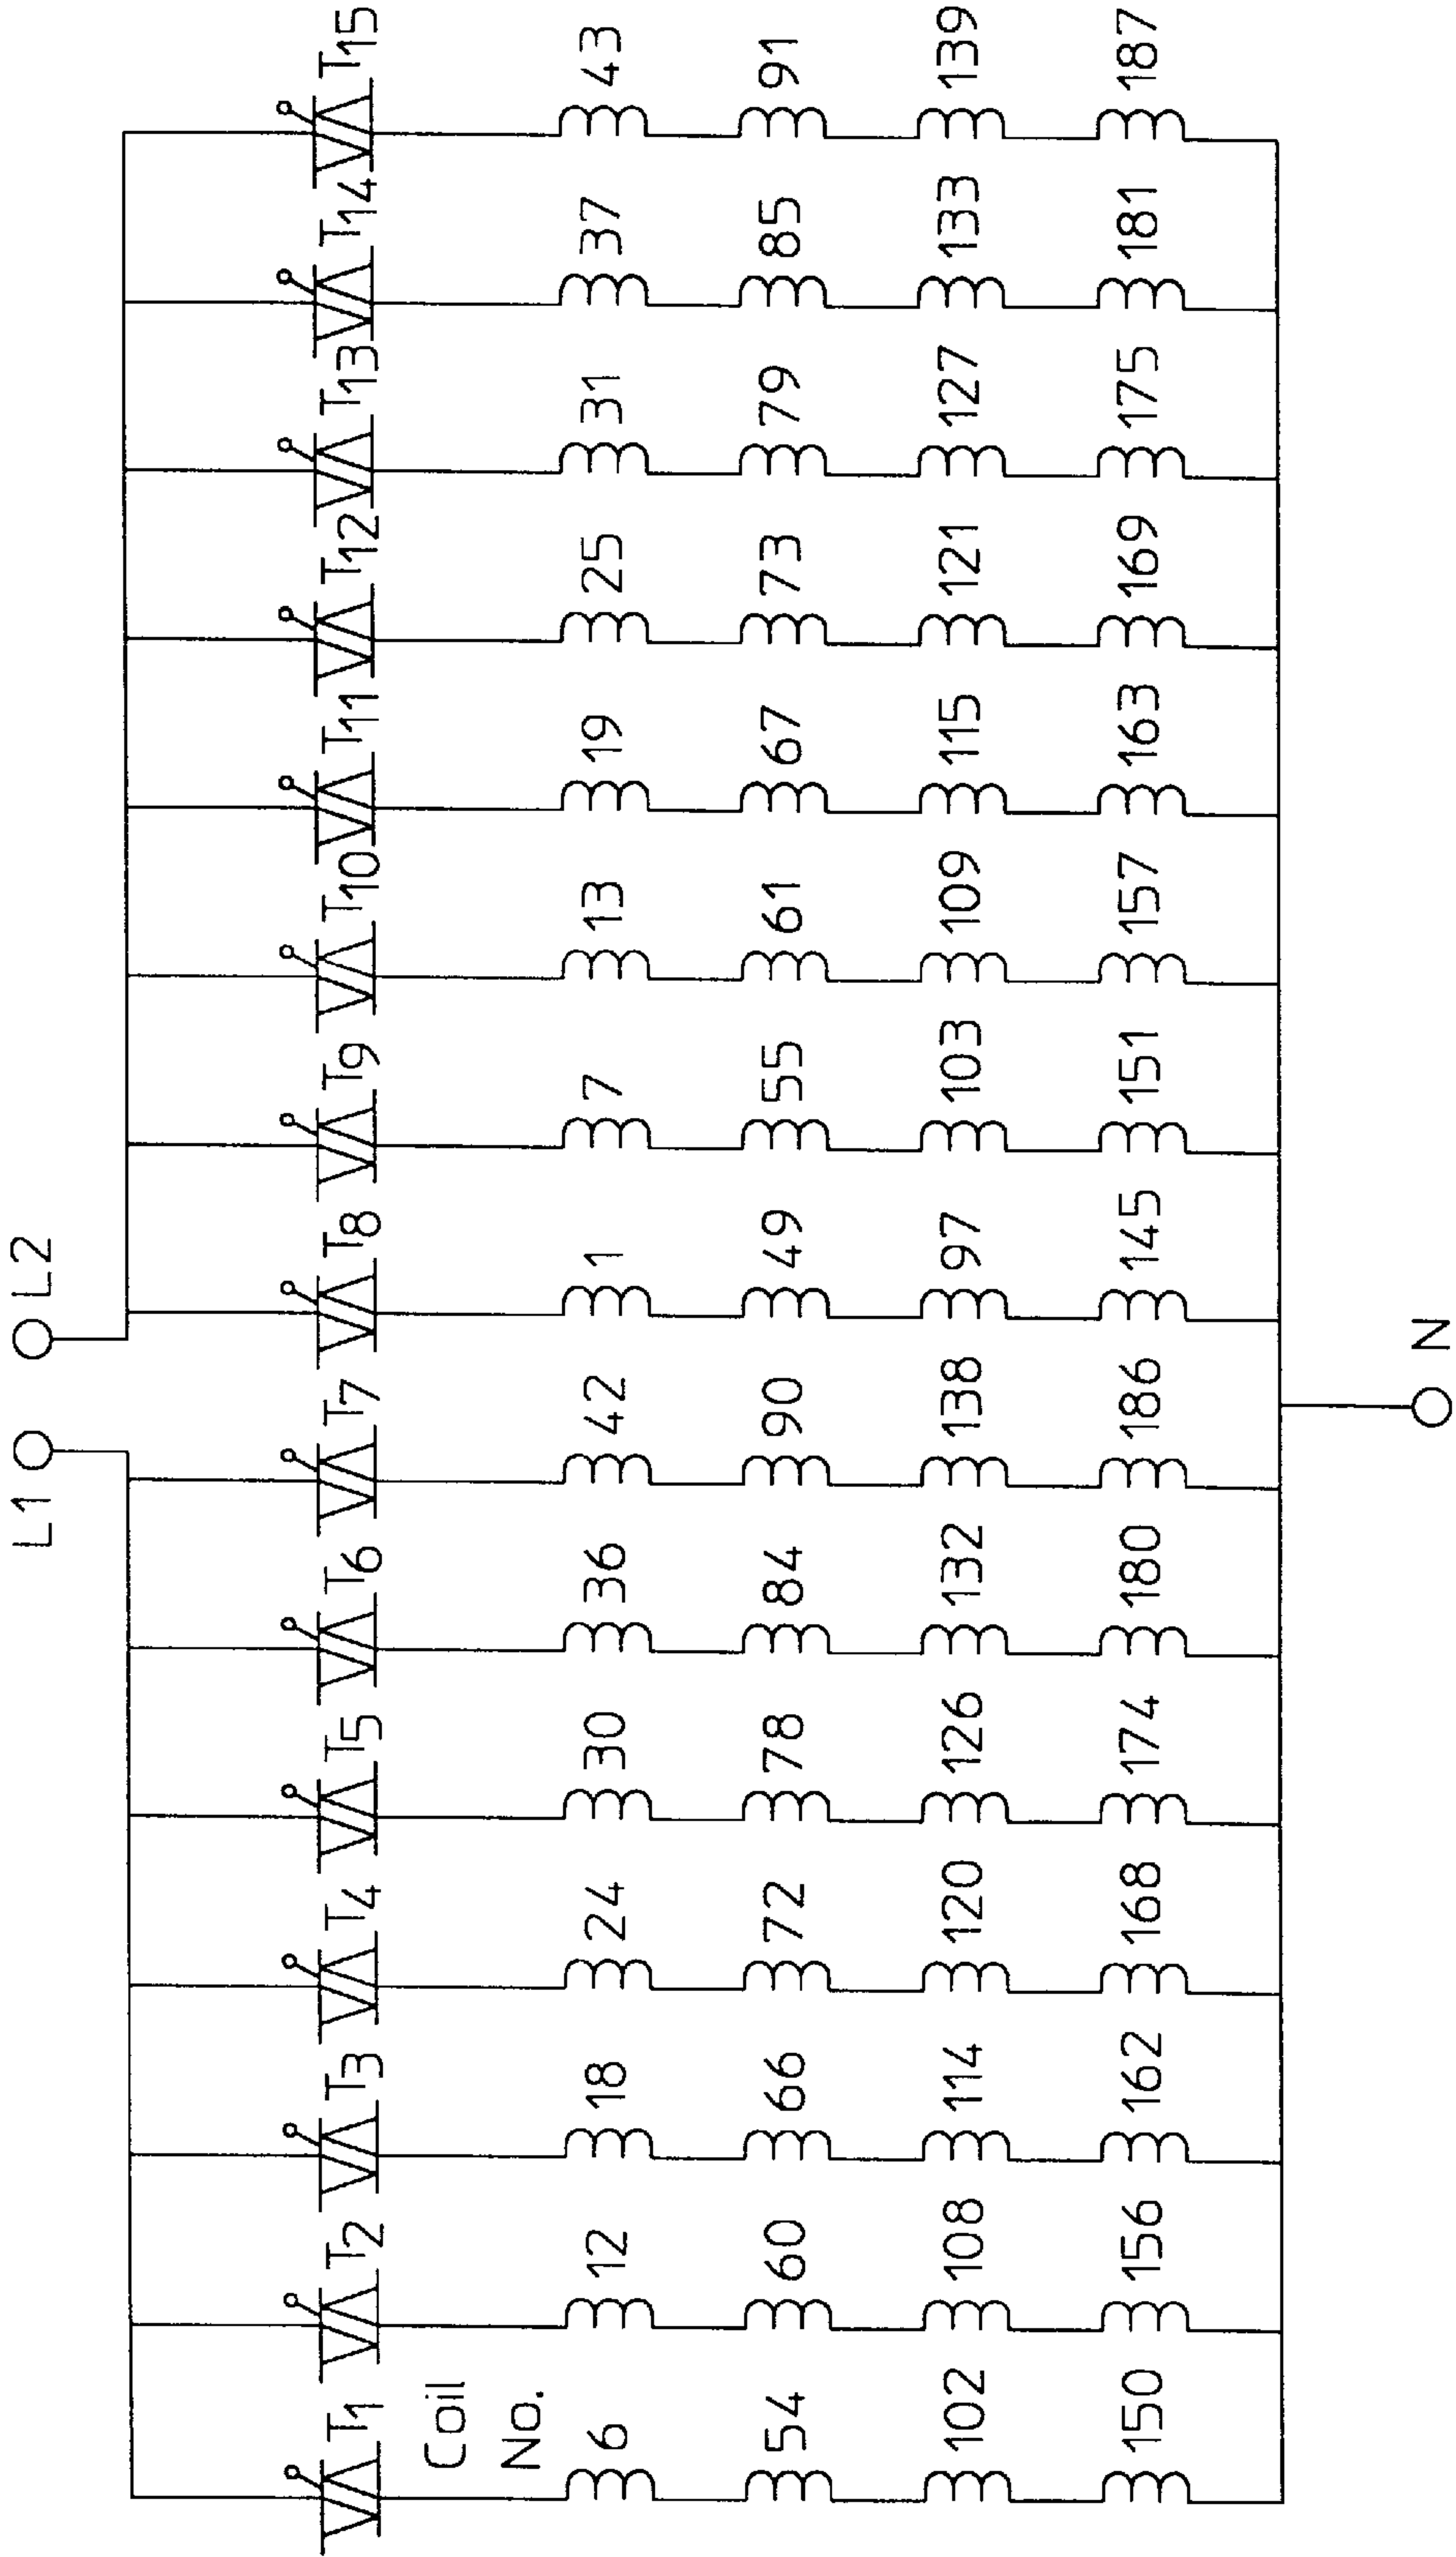 L1 L2
T1 T2 T3 T4 T5 T6 T7 T8 T9 T10 T11 T12 T13 T14 T15
Coil
No.
6 12 18 24 30 36 42 1 7 13 19 25 31 37 43
54 60 66 72 78 84 90 49 55 61 67 73 79 85 91
102 108 114 120 126 132 138 97 103 109 115 121 127 133 139
150 156 162 168 174 180 186 145 151 157 163 169 175 181 187
N